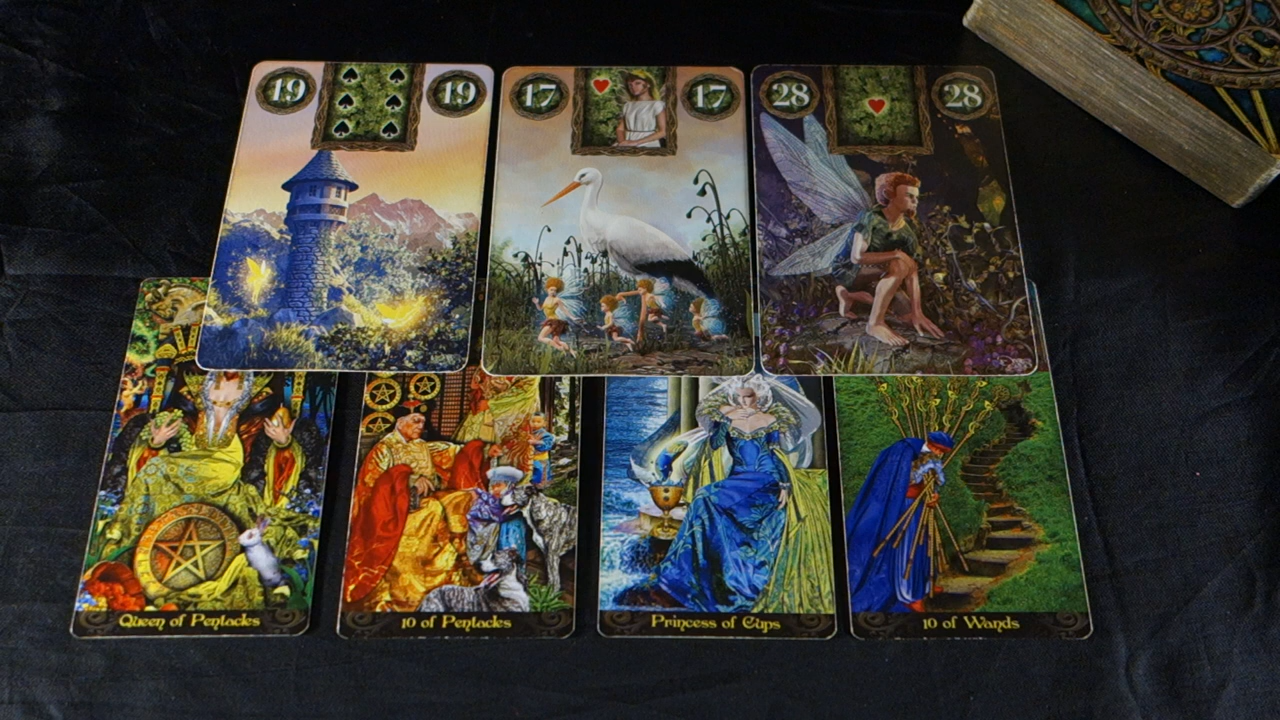 19 19
17 17
28 28
Queen of Pentacles
10 of Pentacles
Princess of Cups
10 of Wands